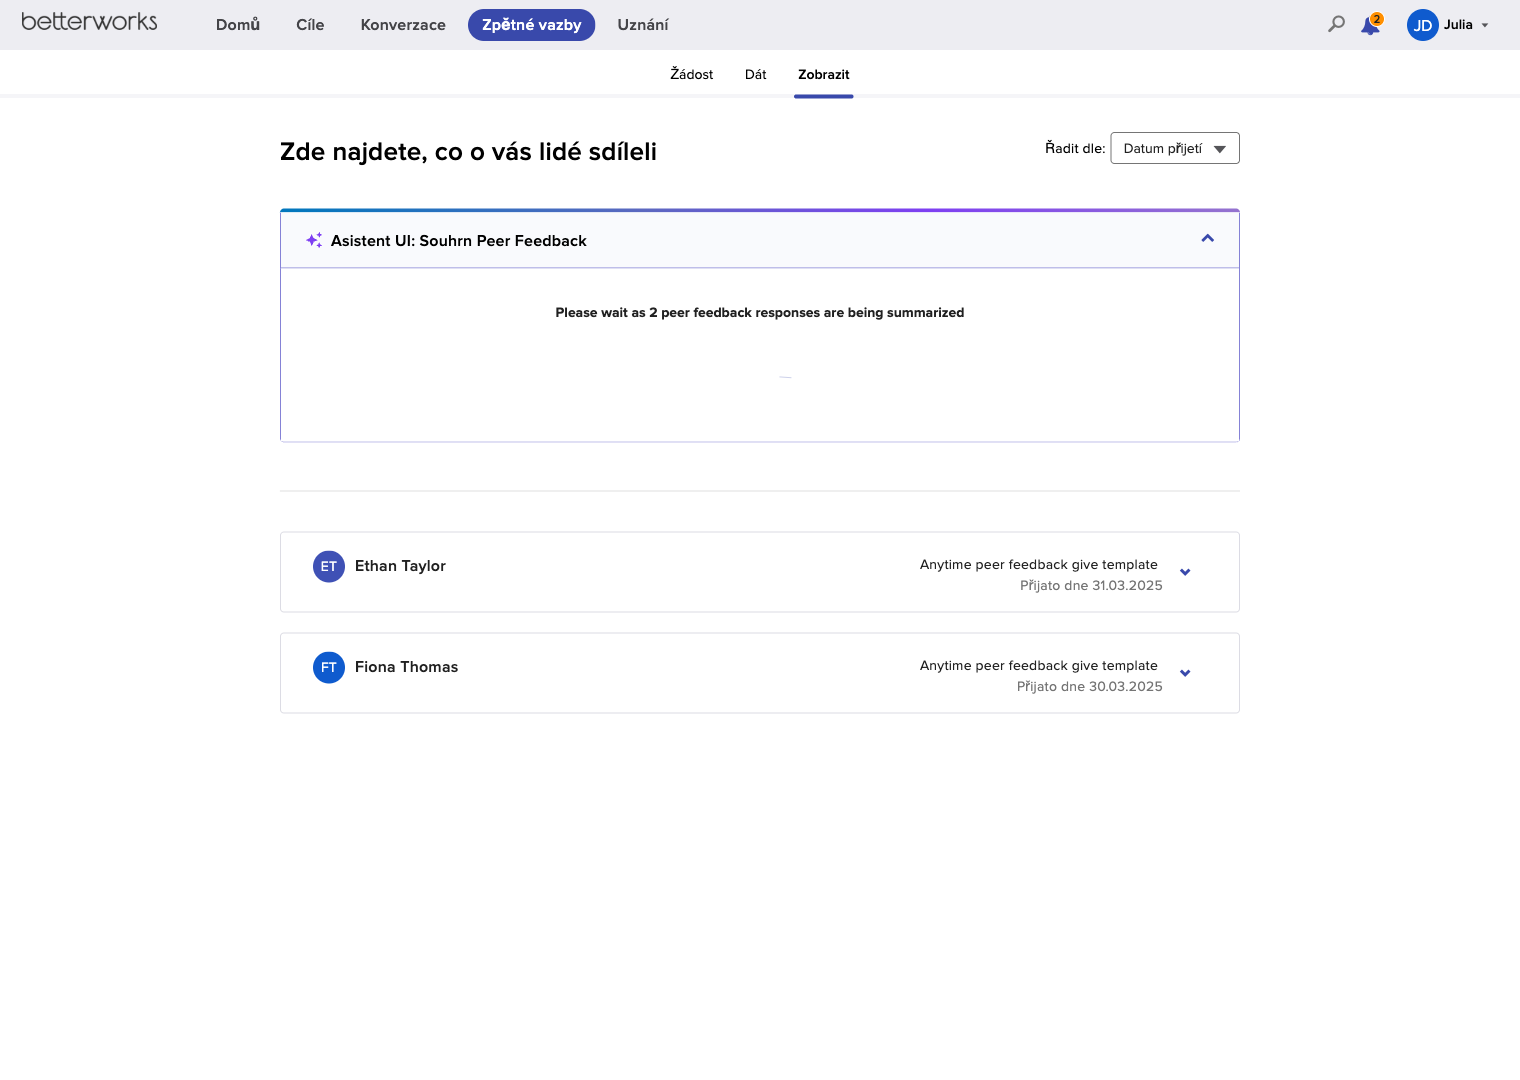 betterworks
Domů
Cíle
Konverzace
Zpětné vazby
Uznání
2
JD
Julia
Žádost
Dát
Zobrazit
Zde najdete, co o vás lidé sdíleli
Řadit dle:
Datum přijetí
Asistent UI: Souhrn Peer Feedback
Please wait as 2 peer feedback responses are being summarized
ET
Ethan Taylor
Anytime peer feedback give template
Přijato dne 31.03.2025
FT
Fiona Thomas
Anytime peer feedback give template
Přijato dne 30.03.2025